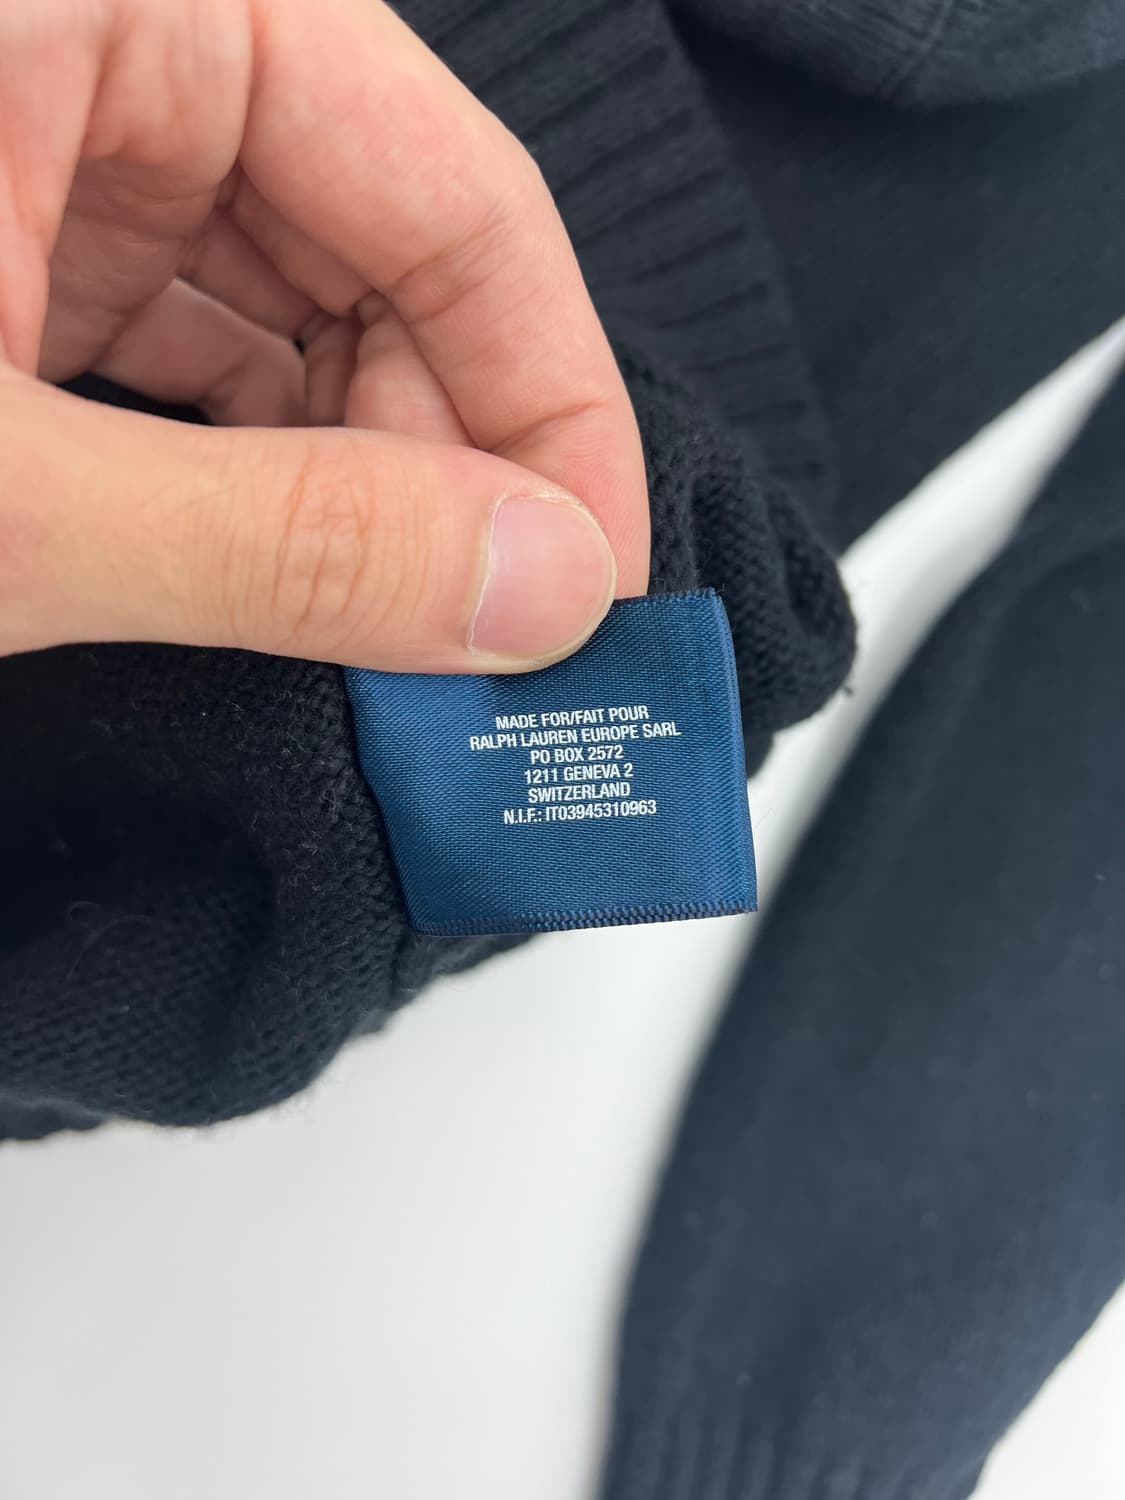 MADE FOR/FAIT POUR
RALPH LAUREN EUROPE SARL
PO BOX 2572
1211 GENEVA 2
SWITZERLAND
N.I.F.: IT03945310963